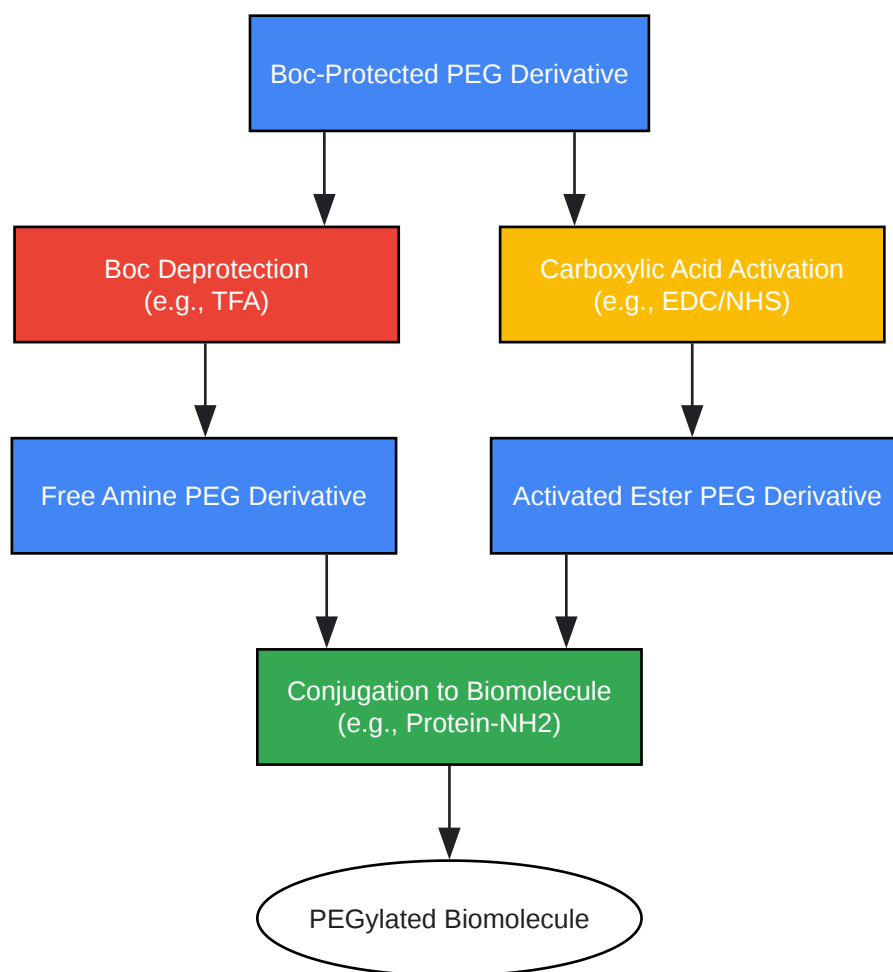 Boc-Protected PEG Derivative
Boc Deprotection
(e.g., TFA)
Carboxylic Acid Activation
(e.g., EDC/NHS)
Free Amine PEG Derivative
Activated Ester PEG Derivative
Conjugation to Biomolecule
(e.g., Protein-NH2)
PEGylated Biomolecule